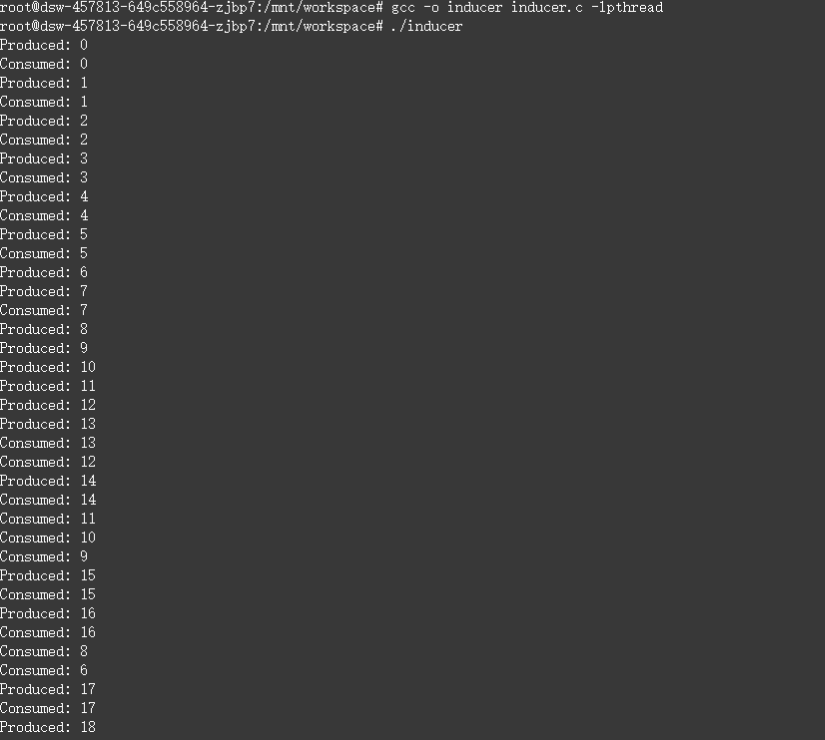 root@dsw-457813-649c558964-zjbp7:/mnt/workspace# gcc -o inducer inducer.c -lpthread
root@dsw-457813-649c558964-zjbp7:/mnt/workspace# ./inducer
Produced: 0
Consumed: 0
Produced: 1
Consumed: 1
Produced: 2
Consumed: 2
Produced: 3
Consumed: 3
Produced: 4
Consumed: 4
Produced: 5
Consumed: 5
Produced: 6
Produced: 7
Consumed: 7
Produced: 8
Produced: 9
Produced: 10
Produced: 11
Produced: 12
Produced: 13
Consumed: 13
Consumed: 12
Produced: 14
Consumed: 14
Consumed: 11
Consumed: 10
Consumed: 9
Produced: 15
Consumed: 15
Produced: 16
Consumed: 16
Consumed: 8
Consumed: 6
Produced: 17
Consumed: 17
Produced: 18